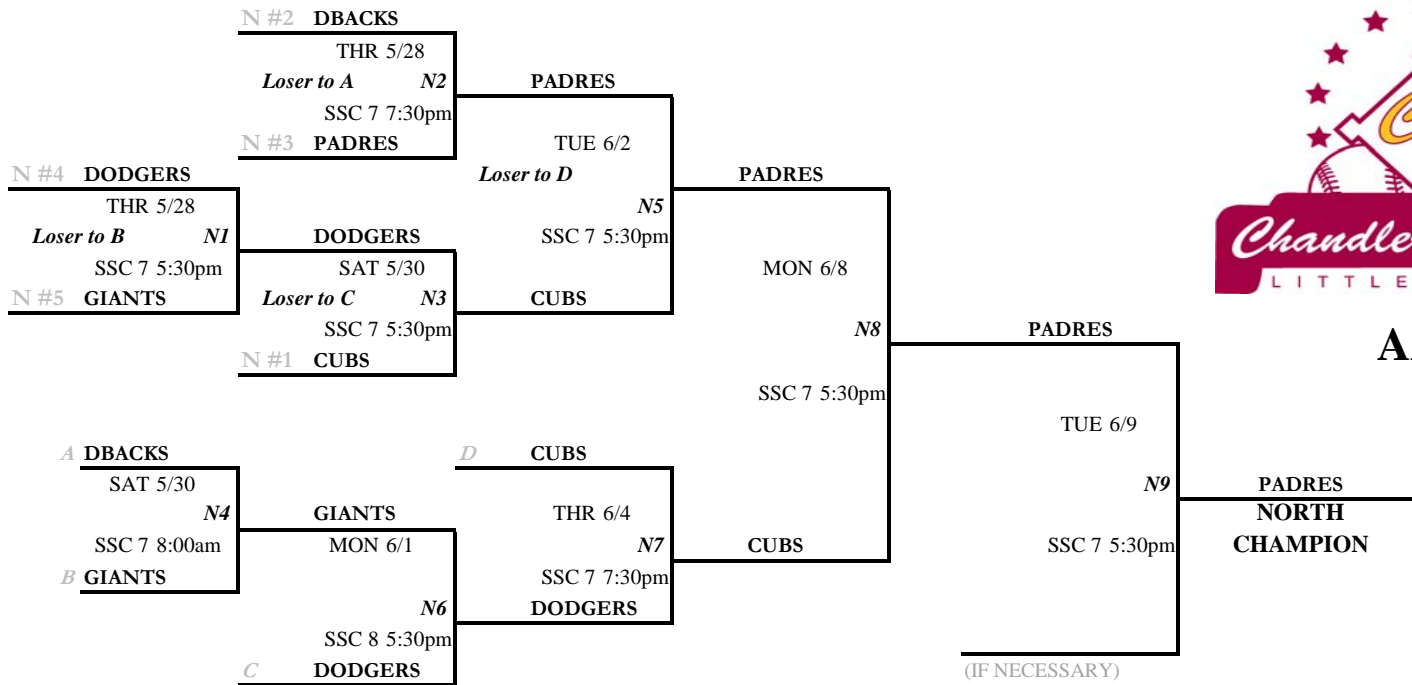 N #2 DBACKS
THR 5/28
Loser to A N2
SSC 7 7:30pm
N #3 PADRES
PADRES
TUE 6/2
Loser to D
N5
SSC 7 5:30pm
CUBS
N #4 DODGERS
THR 5/28
Loser to B N1
SSC 7 5:30pm
N #5 GIANTS
DODGERS
SAT 5/30
Loser to C N3
SSC 7 5:30pm
N #1 CUBS
PADRES
MON 6/8
N8
SSC 7 5:30pm
CUBS
A DBACKS
SAT 5/30
N4
SSC 7 8:00am
B GIANTS
GIANTS
MON 6/1
N6
SSC 8 5:30pm
C DODGERS
D CUBS
THR 6/4
N7
SSC 7 7:30pm
DODGERS
PADRES
TUE 6/9
N9
SSC 7 5:30pm
(IF NECESSARY)
PADRES
NORTH
CHAMPION
Chandle
LITTLE